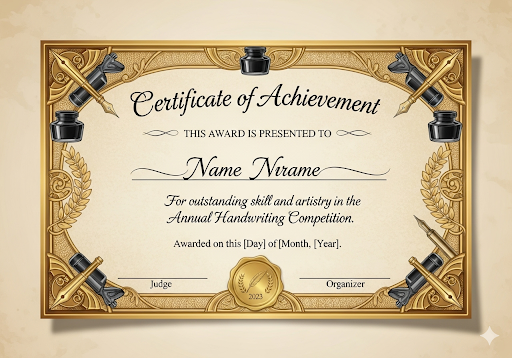 Certificate of Achievement
THIS AWARD IS PRESENTED TO
Name Nırame
For outstanding skill and artistry in the
Annual Handwriting Competition.
Awarded on this [Day] of [Month, [Year].
Judge
Organizer
2023